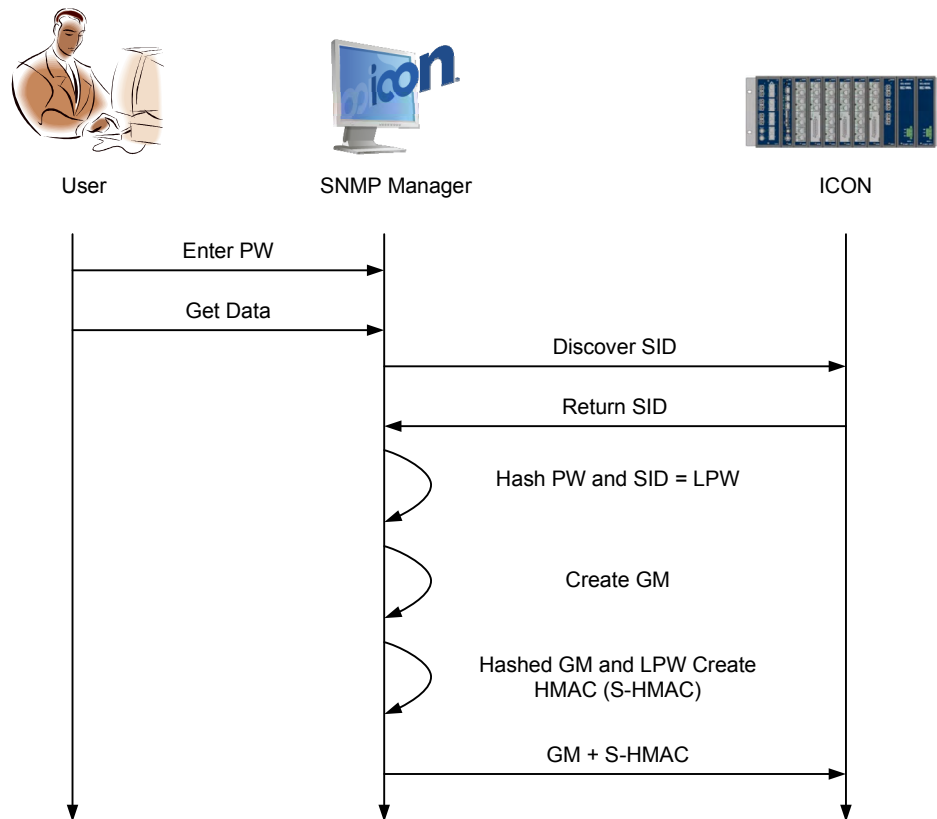 icon
User
SNMP Manager
ICON
Enter PW
Get Data
Discover SID
Return SID
Hash PW and SID = LPW
Create GM
Hashed GM and LPW Create
HMAC (S-HMAC)
GM + S-HMAC